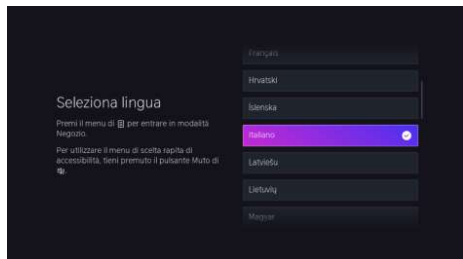 Seleziona lingua
Premi il menu di per entrare in modalità
Negozio.
Per utilizzare il menu di scelta rapita di
accessibilità, tieni premuto il pulsante Muto di
.
Français
Hrvatski
Íslenska
Italiano
Latviešu
Lietuvių
Magyar